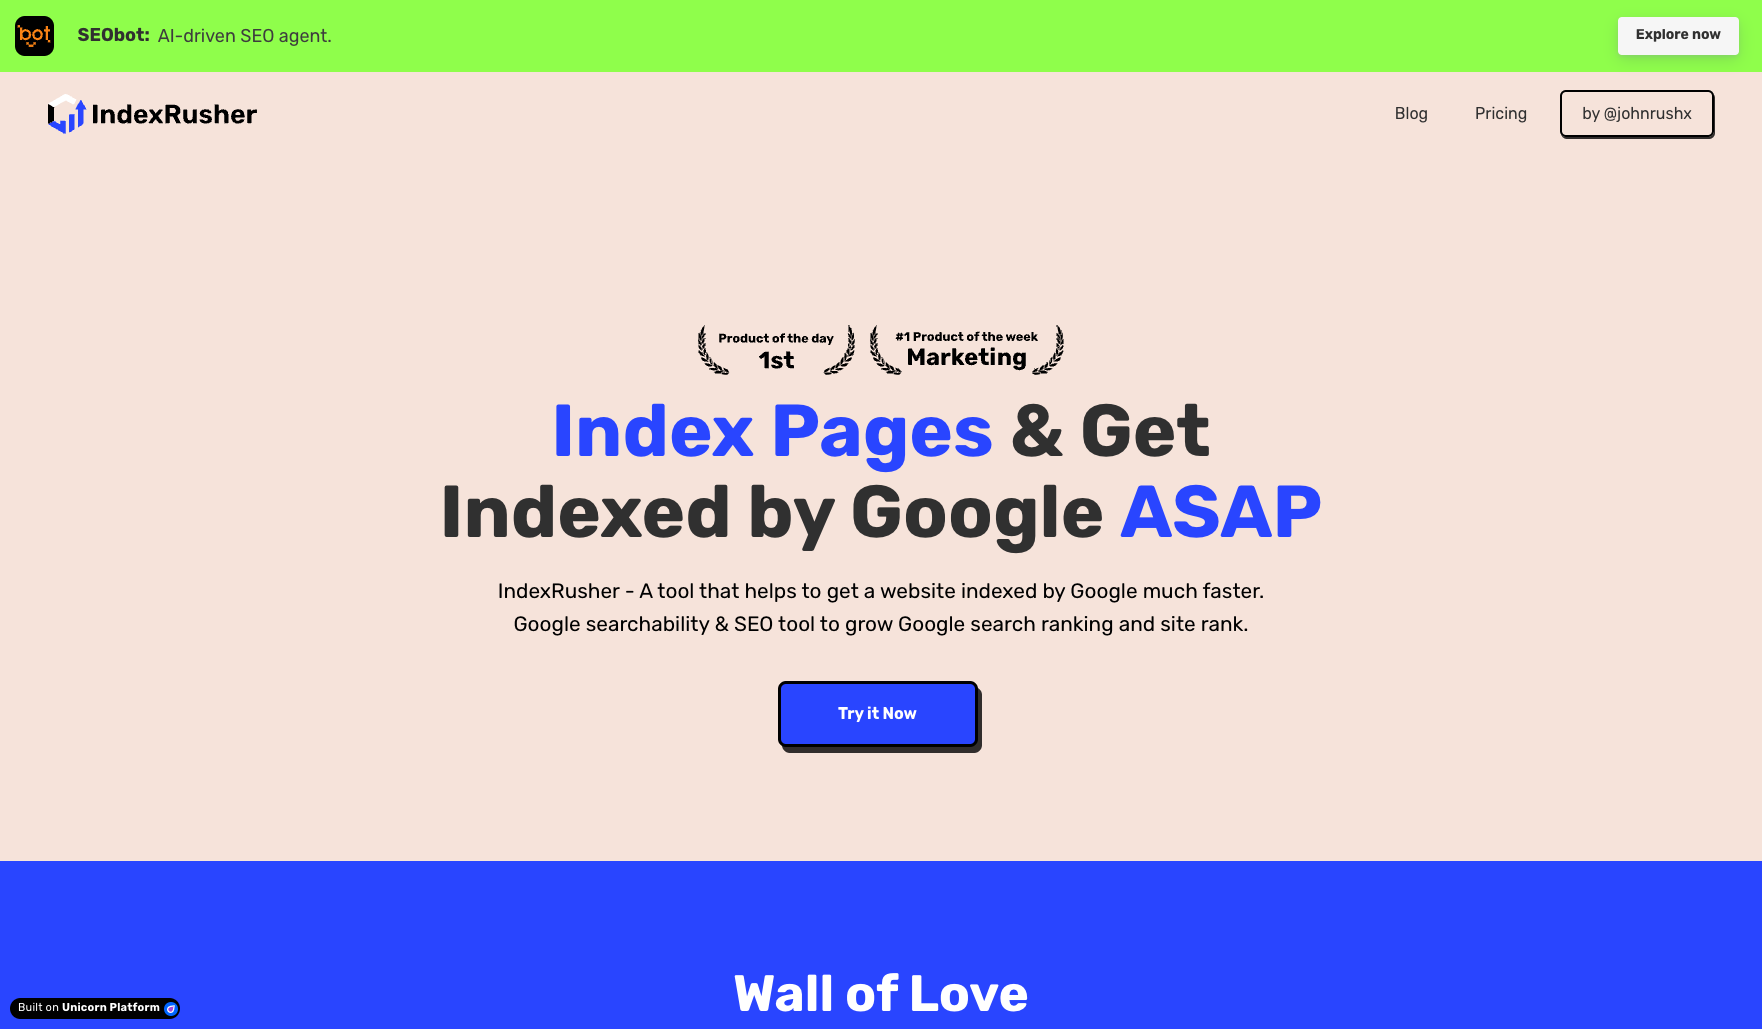 bot
SEObot: AI-driven SEO agent.
Explore now
IndexRusher
Blog
Pricing
by @johnrushx
Product of the day
1st
#1 Product of the week
Marketing
Index Pages & Get
Indexed by Google ASAP
IndexRusher - A tool that helps to get a website indexed by Google much faster.
Google searchability & SEO tool to grow Google search ranking and site rank.
Try it Now
Wall of Love
Built on Unicorn Platform